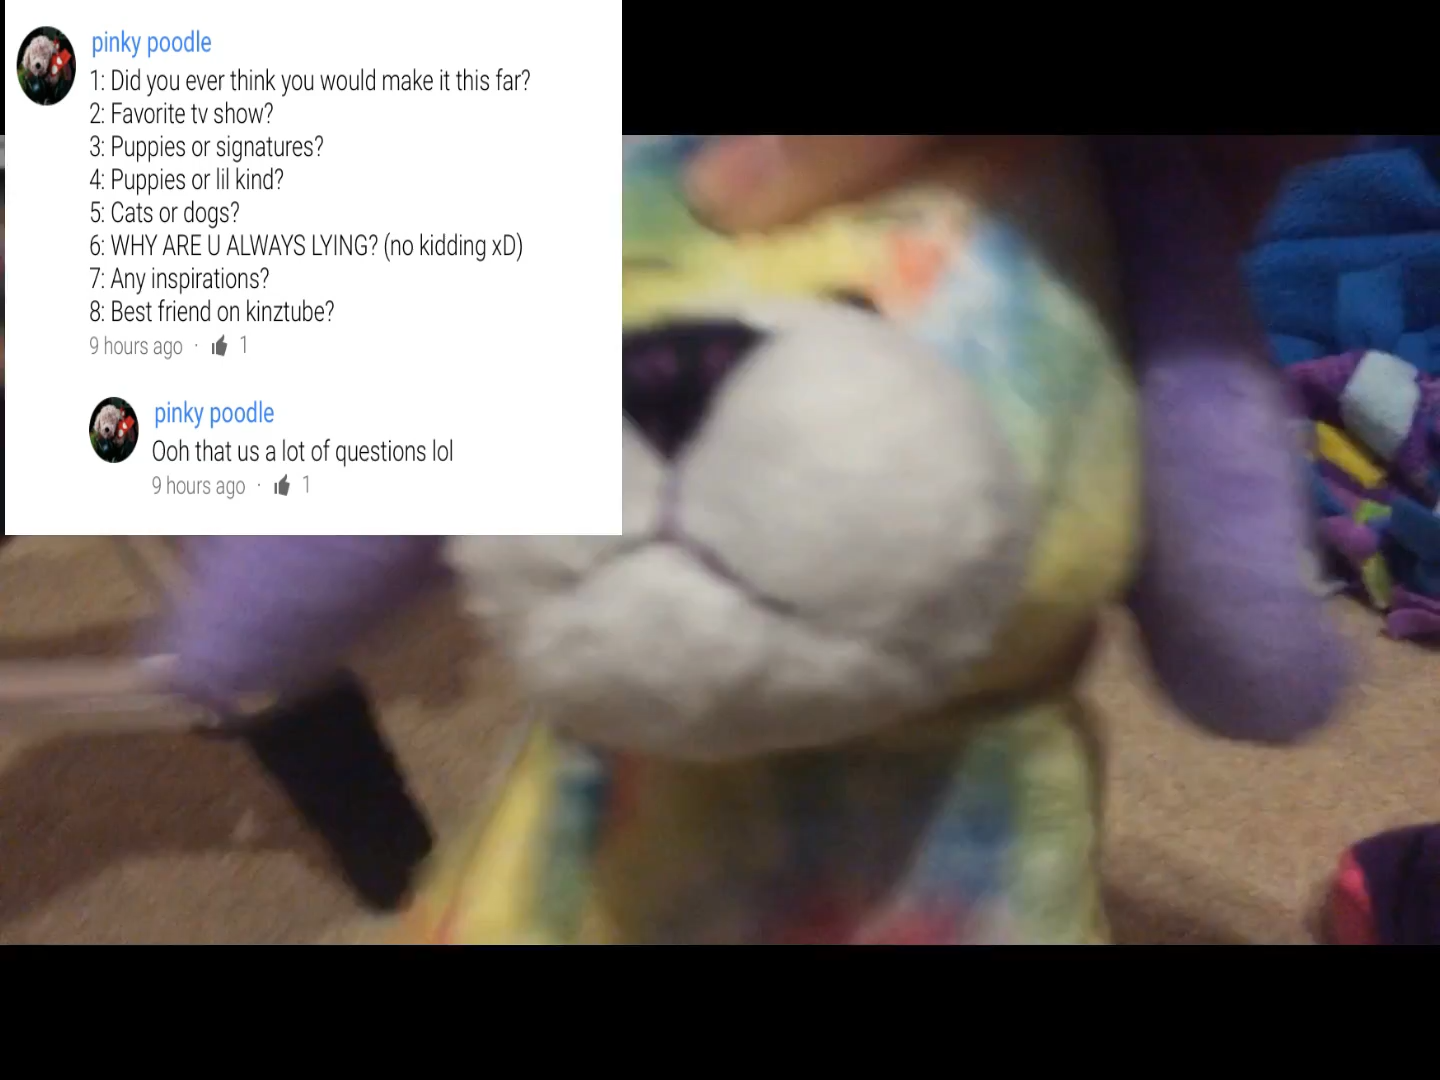 pinky poodle
1: Did you ever think you would make it this far?
2: Favorite tv show?
3: Puppies or signatures?
4: Puppies or lil kind?
5: Cats or dogs?
6: WHY ARE U ALWAYS LYING? (no kidding xD)
7: Any inspirations?
8: Best friend on kinztube?
9 hours ago · 1
pinky poodle
Ooh that us a lot of questions lol
9 hours ago · 1